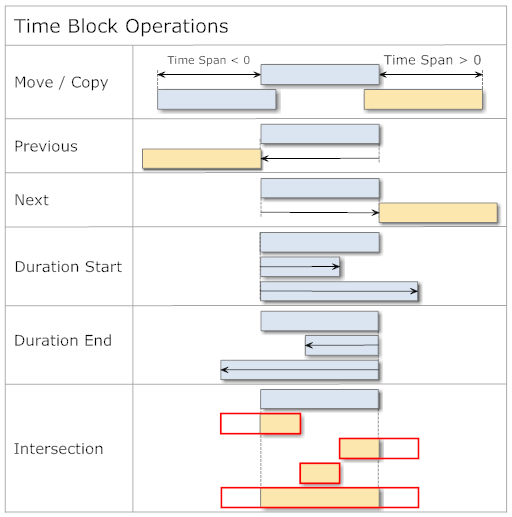 Time Block Operations
Time Span < 0
Time Span > 0
Move / Copy
Previous
Next
Duration Start
Duration End
Intersection